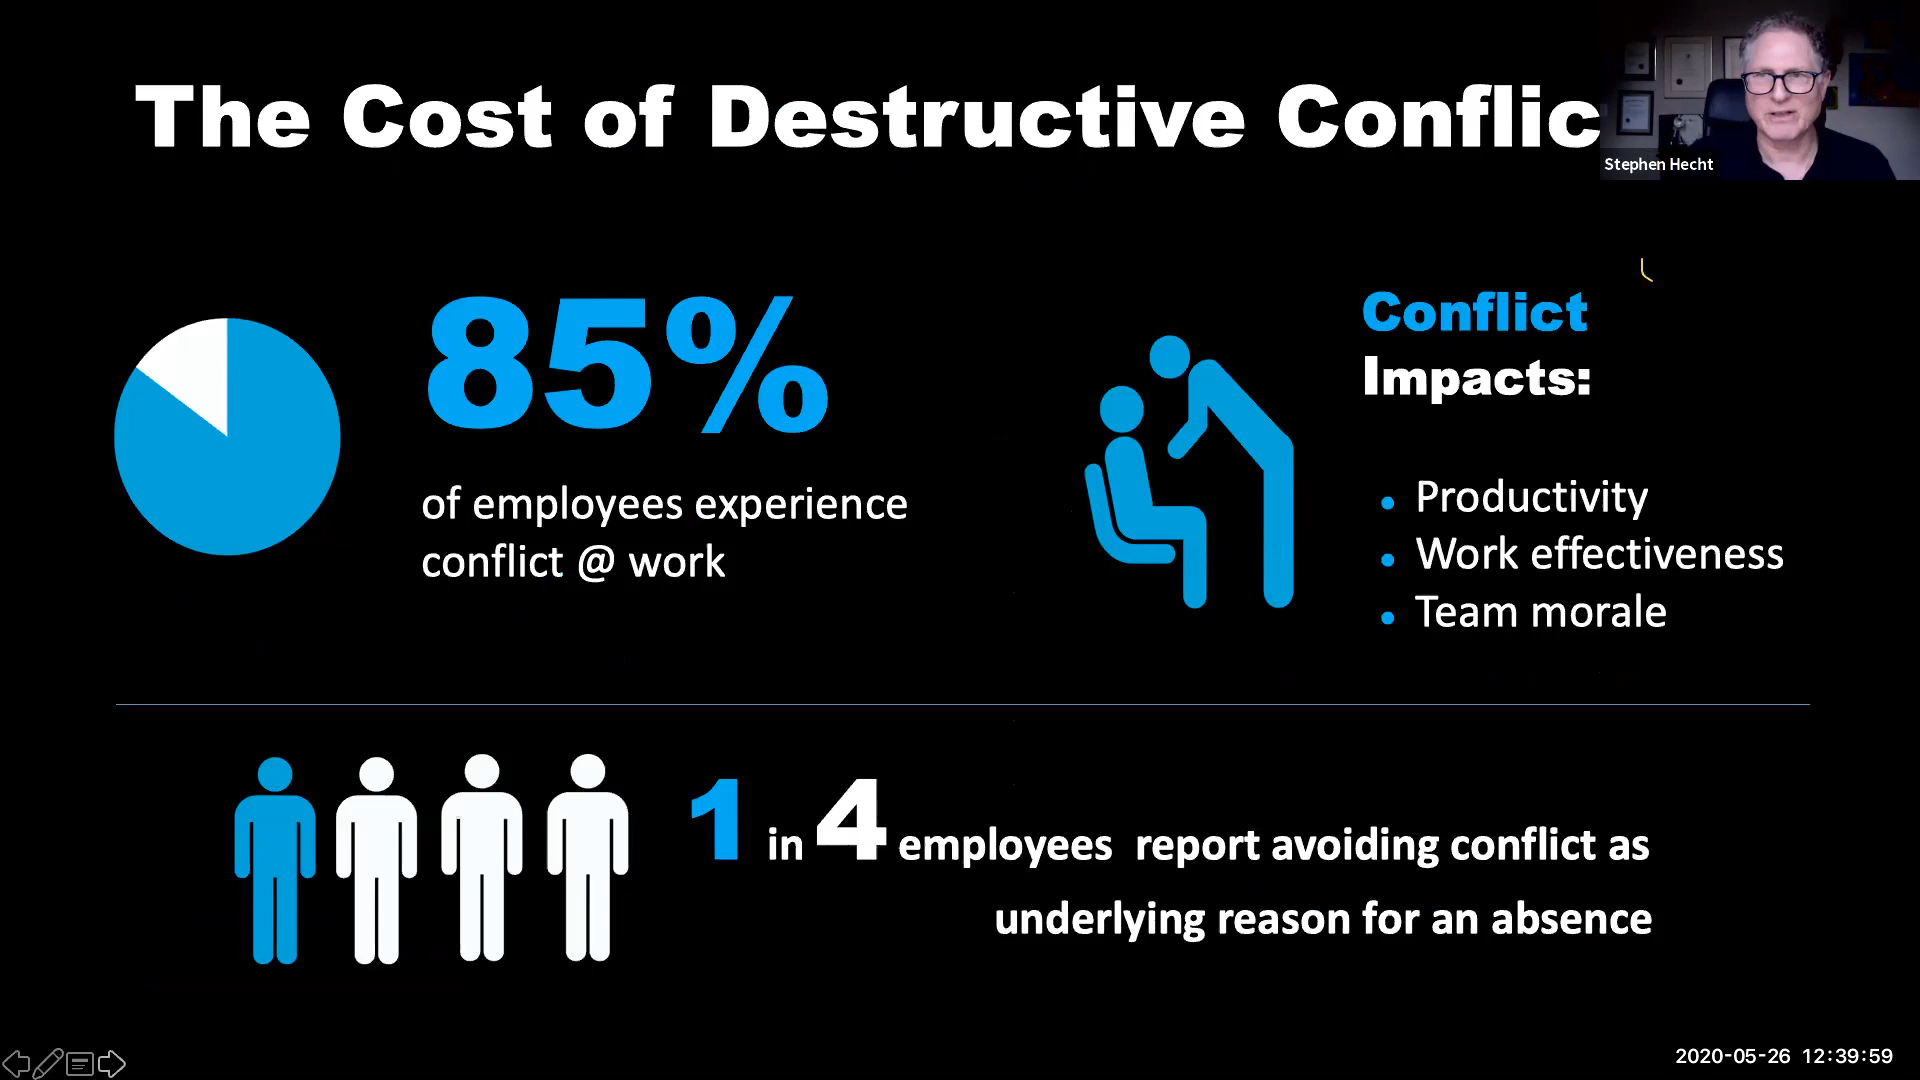 The Cost of Destructive Conflic
Stephen Hecht
85%
of employees experience
conflict @ work
Conflict
Impacts:
• Productivity
• Work effectiveness
• Team morale
1 in 4 employees report avoiding conflict as
underlying reason for an absence
2020-05-26 12:39:59